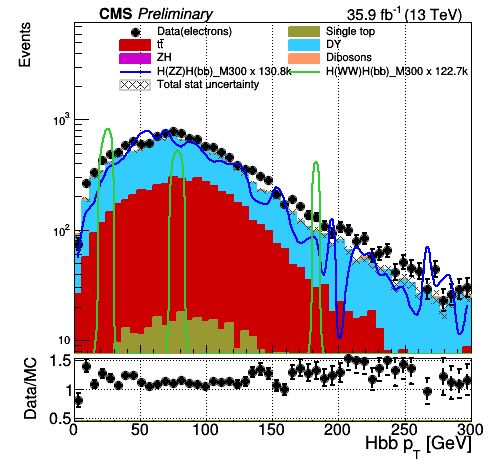 CMS Preliminary 35.9 fb⁻¹ (13 TeV)
Data(electrons) Single top
tt̄ DY
ZH Dibosons
H(ZZ)H(bb)_M300 x 130.8k H(WW)H(bb)_M300 x 122.7k
Total stat uncertainty
Events
10³
10²
10
Data/MC
1.5
1
0.5
0 50 100 150 200 250 300
Hbb p_T [GeV]